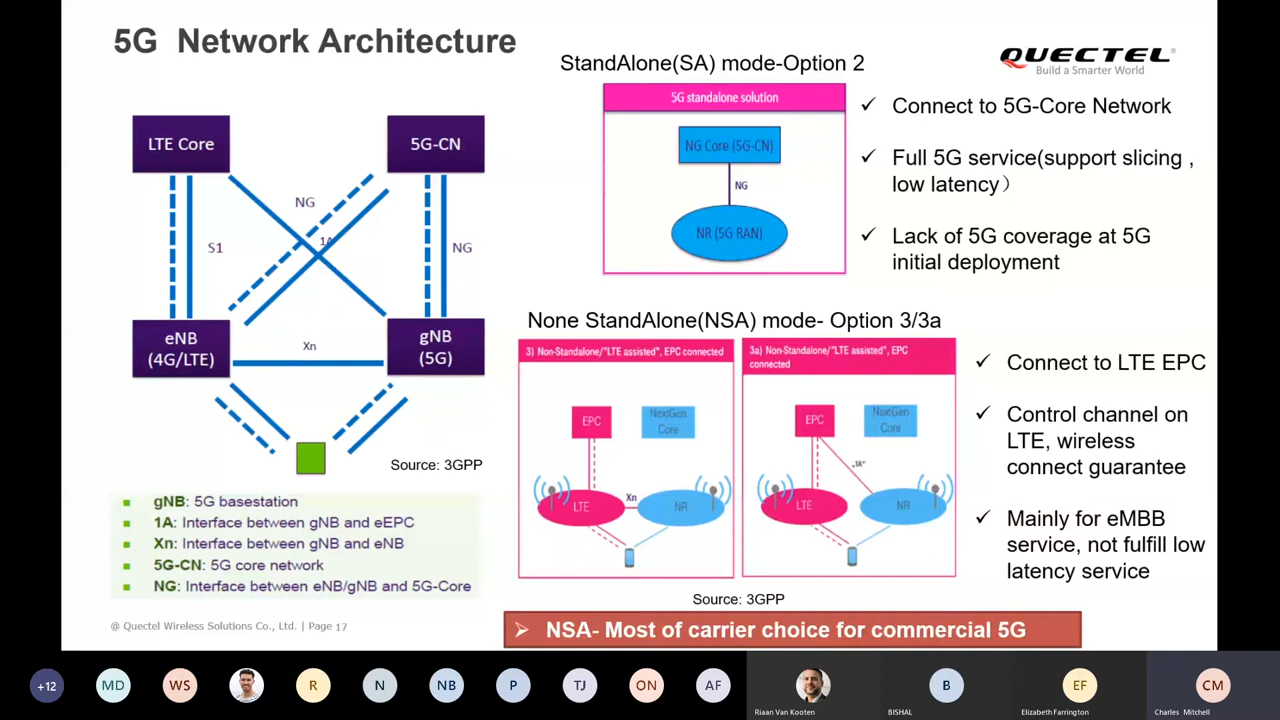 5G Network Architecture
QUECTEL
Build a Smarter World
LTE Core
5G-CN
NG
1A
S1
NG
eNB
(4G/LTE)
Xn
gNB
(5G)
Source: 3GPP
gNB: 5G basestation
1A: Interface between gNB and eEPC
Xn: Interface between gNB and eNB
5G-CN: 5G core network
NG: Interface between eNB/gNB and 5G-Core
StandAlone(SA) mode-Option 2
5G standalone solution
NG Core (5G-CN)
NG
NR (5G RAN)
Connect to 5G-Core Network
Full 5G service(support slicing ,
low latency）
Lack of 5G coverage at 5G
initial deployment
None StandAlone(NSA) mode- Option 3/3a
3) Non-Standalone/"LTE assisted", EPC connected
EPC
NextGen
Core
LTE
Xn
NR
3a) Non-Standalone/"LTE assisted", EPC
connected
EPC
NextGen
Core
„1A"
LTE
NR
Source: 3GPP
Connect to LTE EPC
Control channel on
LTE, wireless
connect guarantee
Mainly for eMBB
service, not fulfill low
latency service
NSA- Most of carrier choice for commercial 5G
@ Quectel Wireless Solutions Co., Ltd. | Page 17
+12
MD
WS
R
N
NB
P
TJ
ON
AF
Riaan Van Kooten
B
BISHAL
EF
Elizabeth Farrington
CM
Charles Mitchell